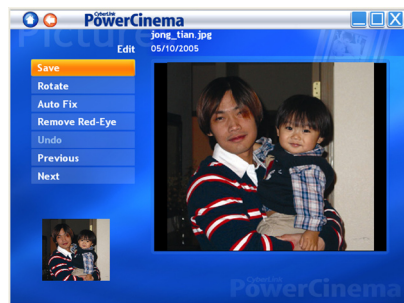 CyberLink
PowerCinema
Picture
jong_tian.jpg
Edit
05/10/2005
Save
Rotate
Auto Fix
Remove Red-Eye
Undo
Previous
Next
CyberLink
PowerCinema